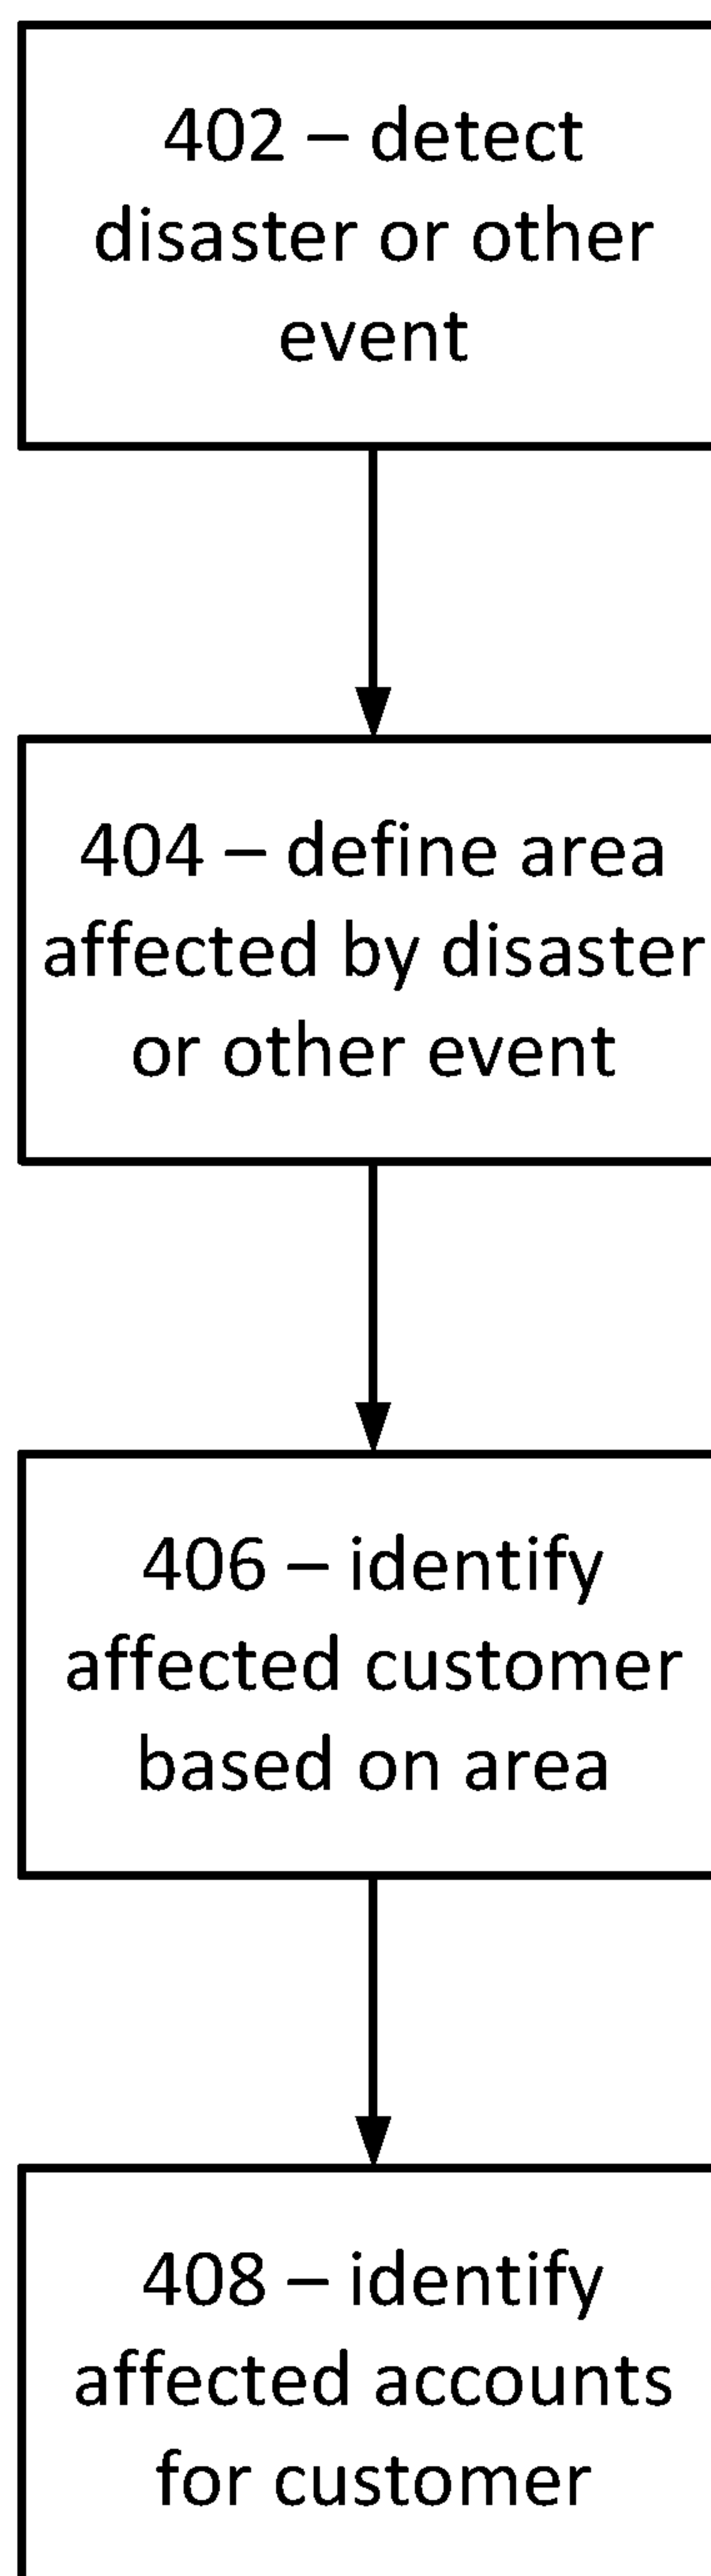 402 – detect
disaster or other
event
404 – define area
affected by disaster
or other event
406 – identify
affected customer
based on area
408 – identify
affected accounts
for customer